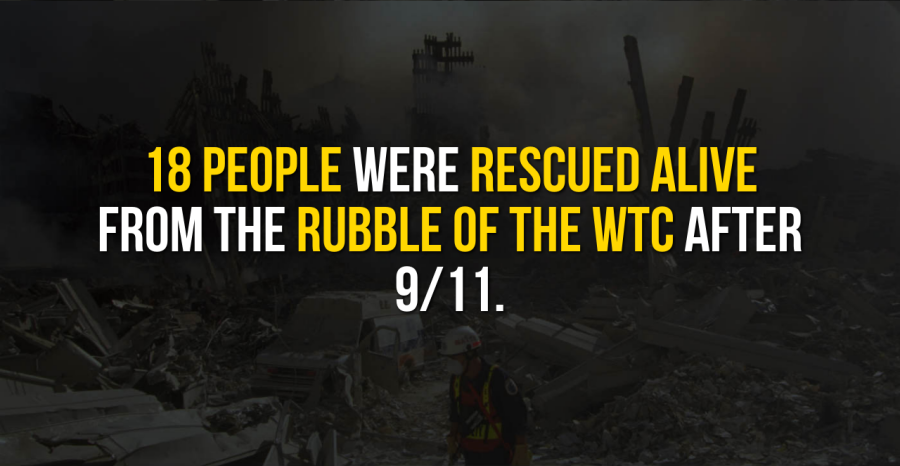 18 PEOPLE WERE RESCUED ALIVE
FROM THE RUBBLE OF THE WTC AFTER
9/11.